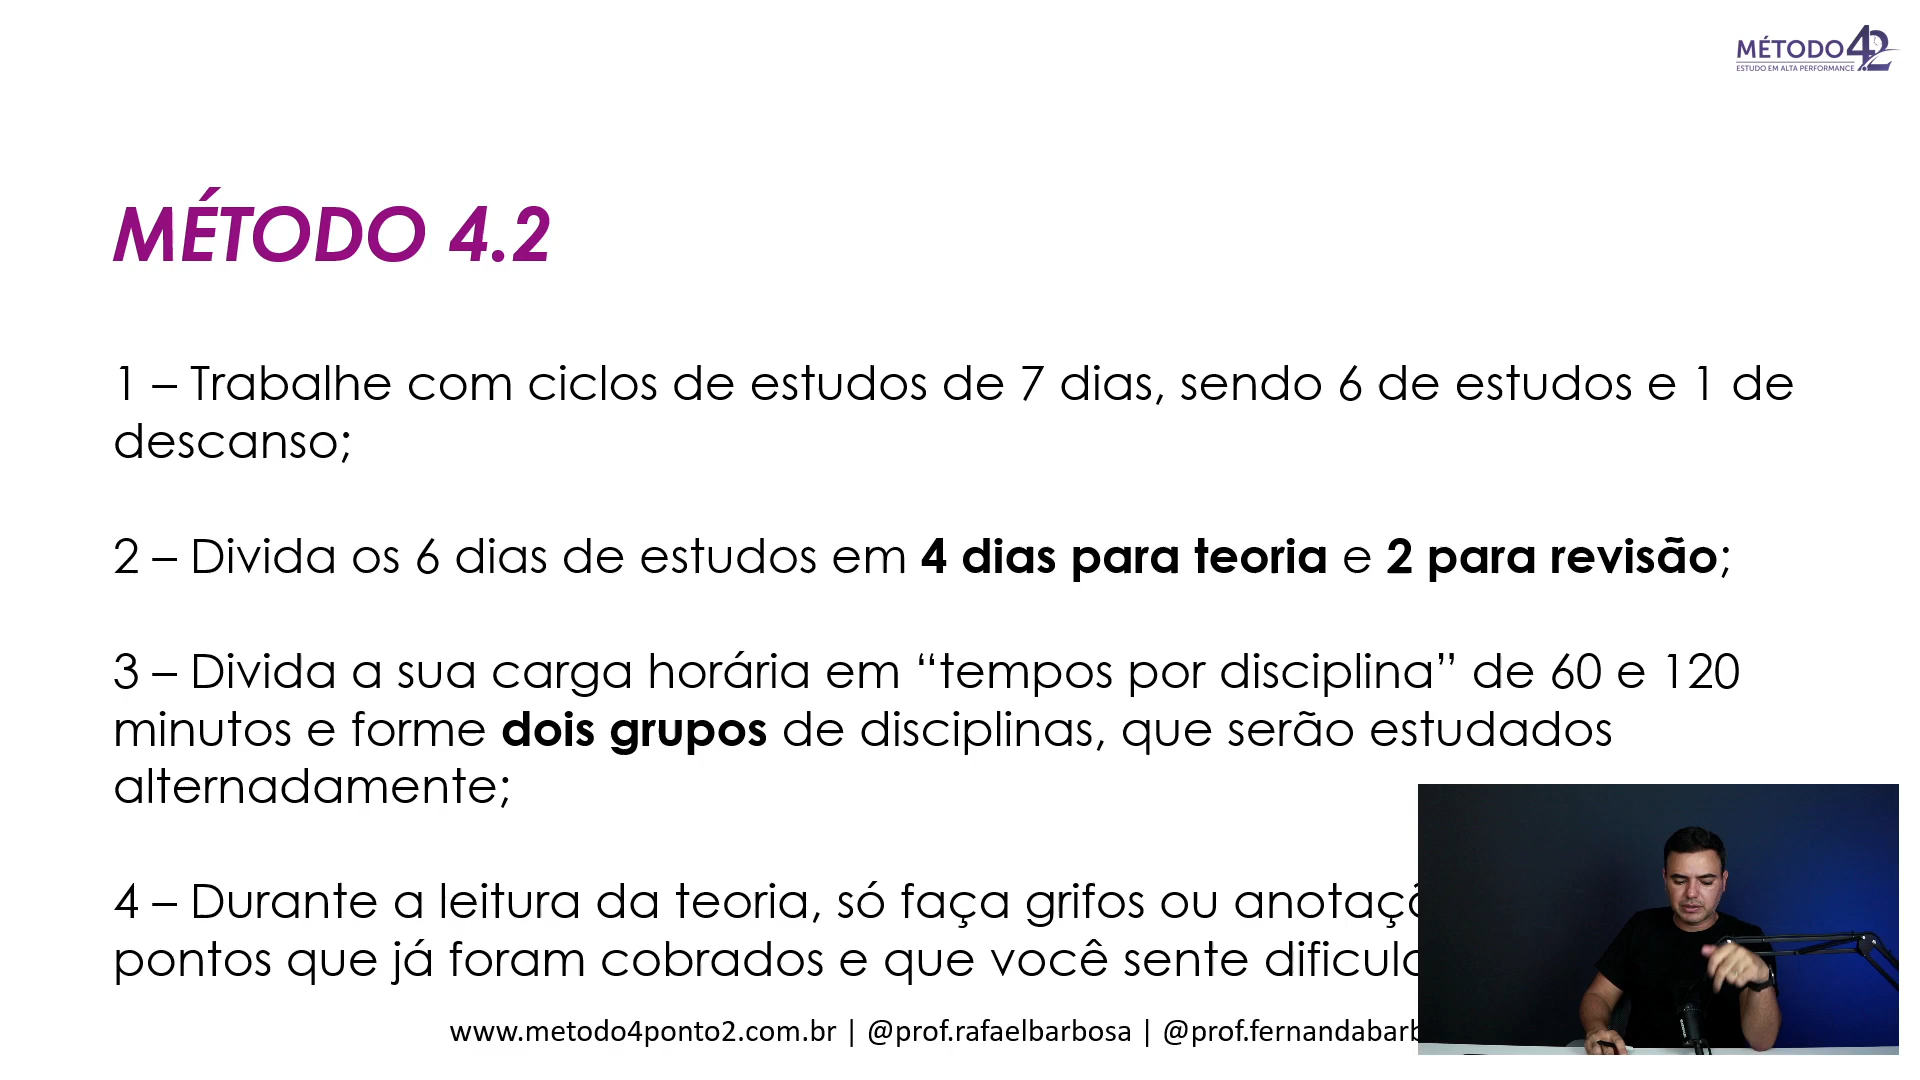 MÉTODO 4.2
ESTUDO EM ALTA PERFORMANCE
MÉTODO 4.2
1 – Trabalhe com ciclos de estudos de 7 dias, sendo 6 de estudos e 1 de
descanso;
2 – Divida os 6 dias de estudos em 4 dias para teoria e 2 para revisão;
3 – Divida a sua carga horária em “tempos por disciplina” de 60 e 120
minutos e forme dois grupos de disciplinas, que serão estudados
alternadamente;
4 – Durante a leitura da teoria, só faça grifos ou
pontos que já foram cobrados e que você sente
www.metodo4ponto2.com.br | @prof.rafaelbarbosa |